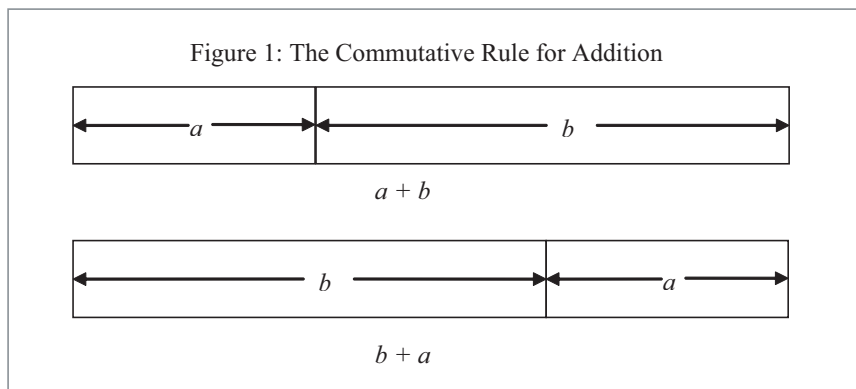 Figure 1: The Commutative Rule for Addition
a b
a + b
b a
b + a